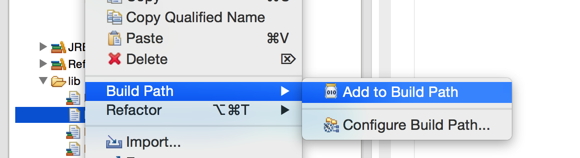 Copy Qualified Name
Paste ⌘V
Delete ⌦
JRE
Ref
lib
Build Path
Add to Build Path
Refactor ⌥⌘T
Configure Build Path...
Import...